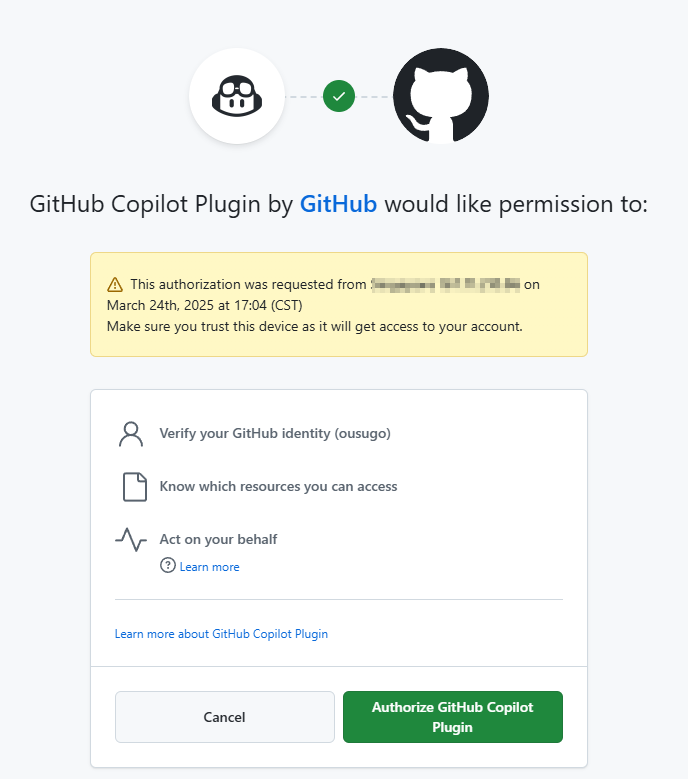 GitHub Copilot Plugin by GitHub would like permission to:
This authorization was requested from on
March 24th, 2025 at 17:04 (CST)
Make sure you trust this device as it will get access to your account.
Verify your GitHub identity (ousugo)
Know which resources you can access
Act on your behalf
Learn more
Learn more about GitHub Copilot Plugin
Cancel
Authorize GitHub Copilot
Plugin